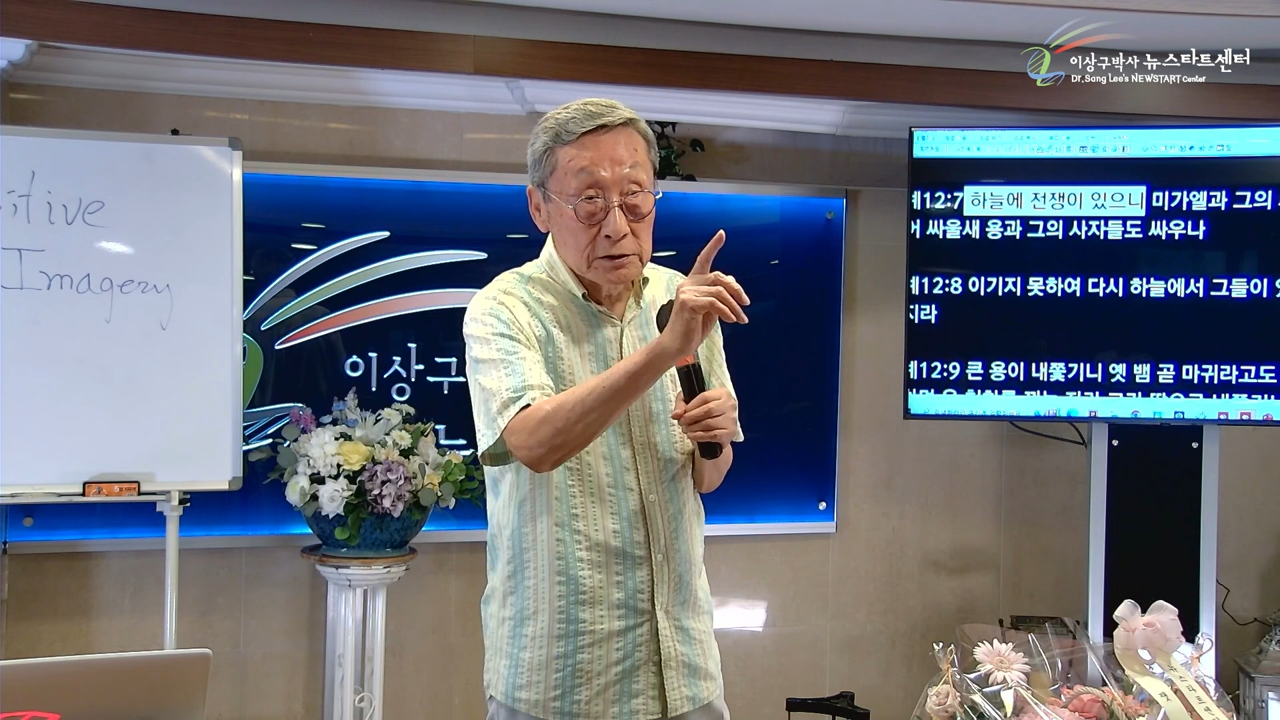 이상구박사 뉴스타트센터
Dr. Sang Lee's NEWSTART Center
itive
Imagery
이상구
12:7 하늘에 전쟁이 있으니 미가엘과 그의
싸울새 용과 그의 사자들도 싸우나
12:8 이기지 못하여 다시 하늘에서 그들이
지라
12:9 큰 용이 내쫓기니 옛 뱀 곧 마귀라고도